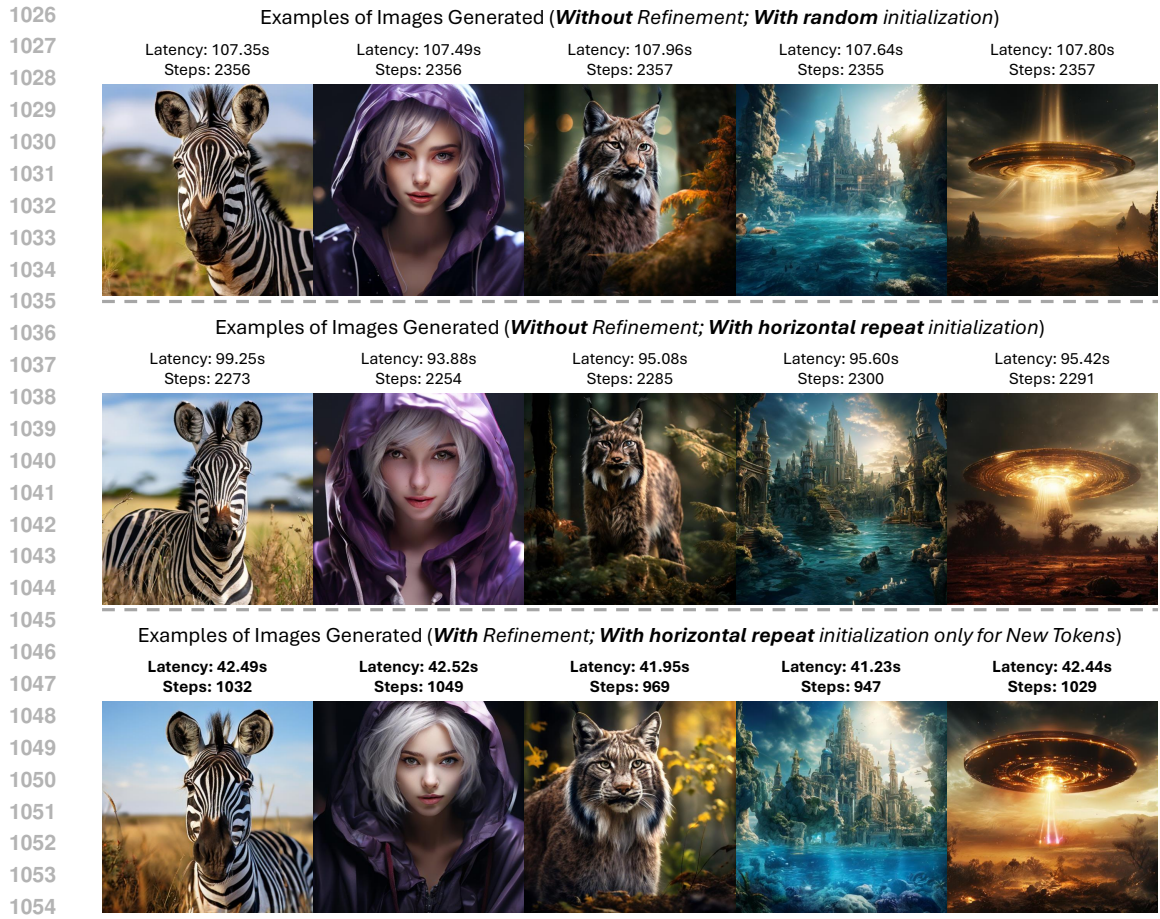 1026
1027
1028
1029
1030
1031
1032
1033
1034
1035
1036
1037
1038
1039
1040
1041
1042
1043
1044
1045
1046
1047
1048
1049
1050
1051
1052
1053
1054
Examples of Images Generated (Without Refinement; With random initialization)
Latency: 107.35s
Steps: 2356
Latency: 107.49s
Steps: 2356
Latency: 107.96s
Steps: 2357
Latency: 107.64s
Steps: 2355
Latency: 107.80s
Steps: 2357
Examples of Images Generated (Without Refinement; With horizontal repeat initialization)
Latency: 99.25s
Steps: 2273
Latency: 93.88s
Steps: 2254
Latency: 95.08s
Steps: 2285
Latency: 95.60s
Steps: 2300
Latency: 95.42s
Steps: 2291
Examples of Images Generated (With Refinement; With horizontal repeat initialization only for New Tokens)
Latency: 42.49s
Steps: 1032
Latency: 42.52s
Steps: 1049
Latency: 41.95s
Steps: 969
Latency: 41.23s
Steps: 947
Latency: 42.44s
Steps: 1029